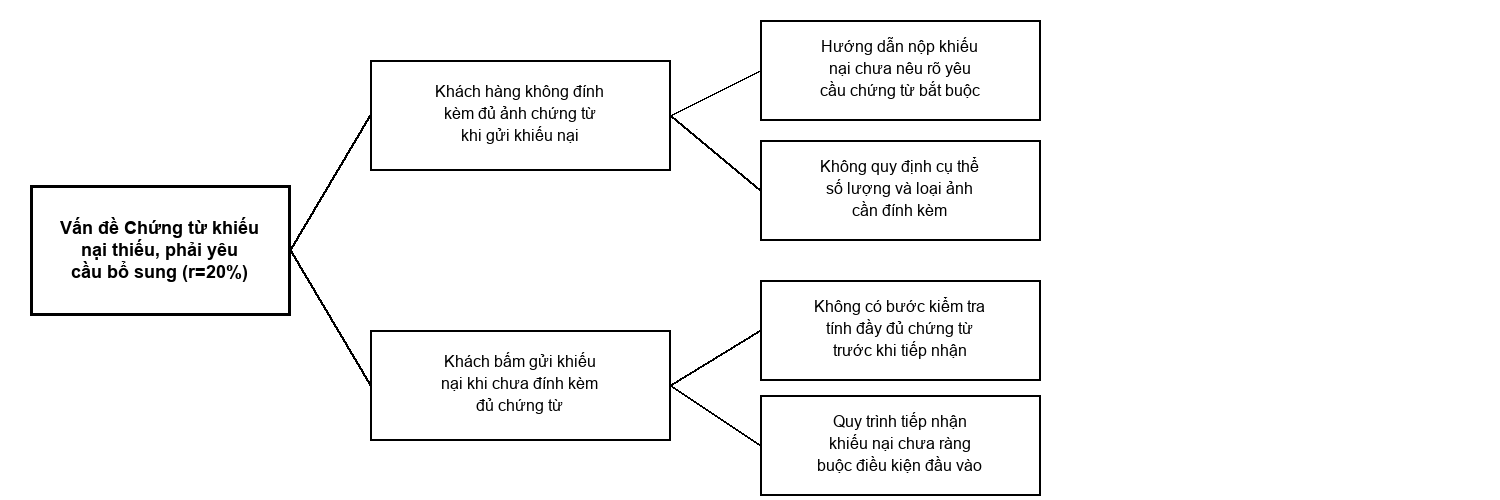 Vấn đề Chứng từ khiếu
nại thiếu, phải yêu
cầu bổ sung (r=20%)
Khách hàng không đính
kèm đủ ảnh chứng từ
khi gửi khiếu nại
Hướng dẫn nộp khiếu
nại chưa nêu rõ yêu
cầu chứng từ bắt buộc
Không quy định cụ thể
số lượng và loại ảnh
cần đính kèm
Khách bấm gửi khiếu
nại khi chưa đính kèm
đủ chứng từ
Không có bước kiểm tra
tính đầy đủ chứng từ
trước khi tiếp nhận
Quy trình tiếp nhận
khiếu nại chưa ràng
buộc điều kiện đầu vào